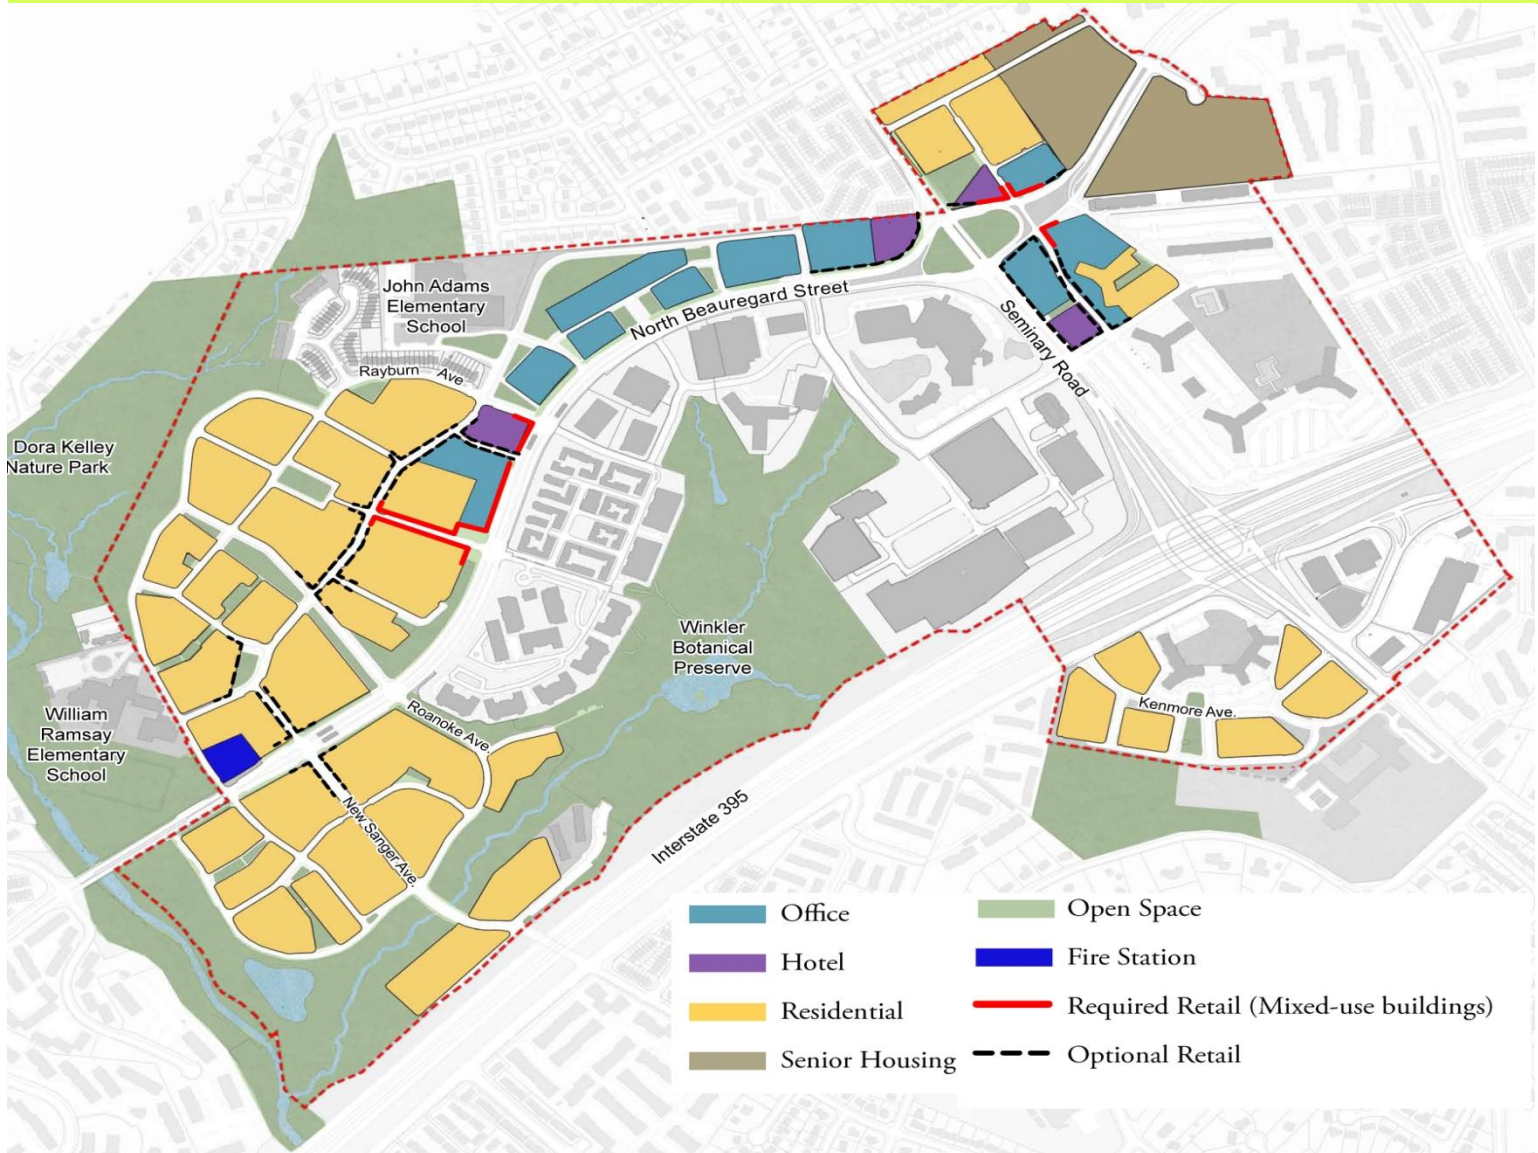 John Adams
Elementary
School
North Beauregard Street
Seminary Road
Rayburn Ave
Dora Kelley
Nature Park
Winkler
Botanical
Preserve
William
Ramsay
Elementary
School
Roanoke Ave.
New Sanger Ave.
Kenmore Ave.
Interstate 395
Office
Hotel
Residential
Senior Housing
Open Space
Fire Station
Required Retail (Mixed-use buildings)
Optional Retail